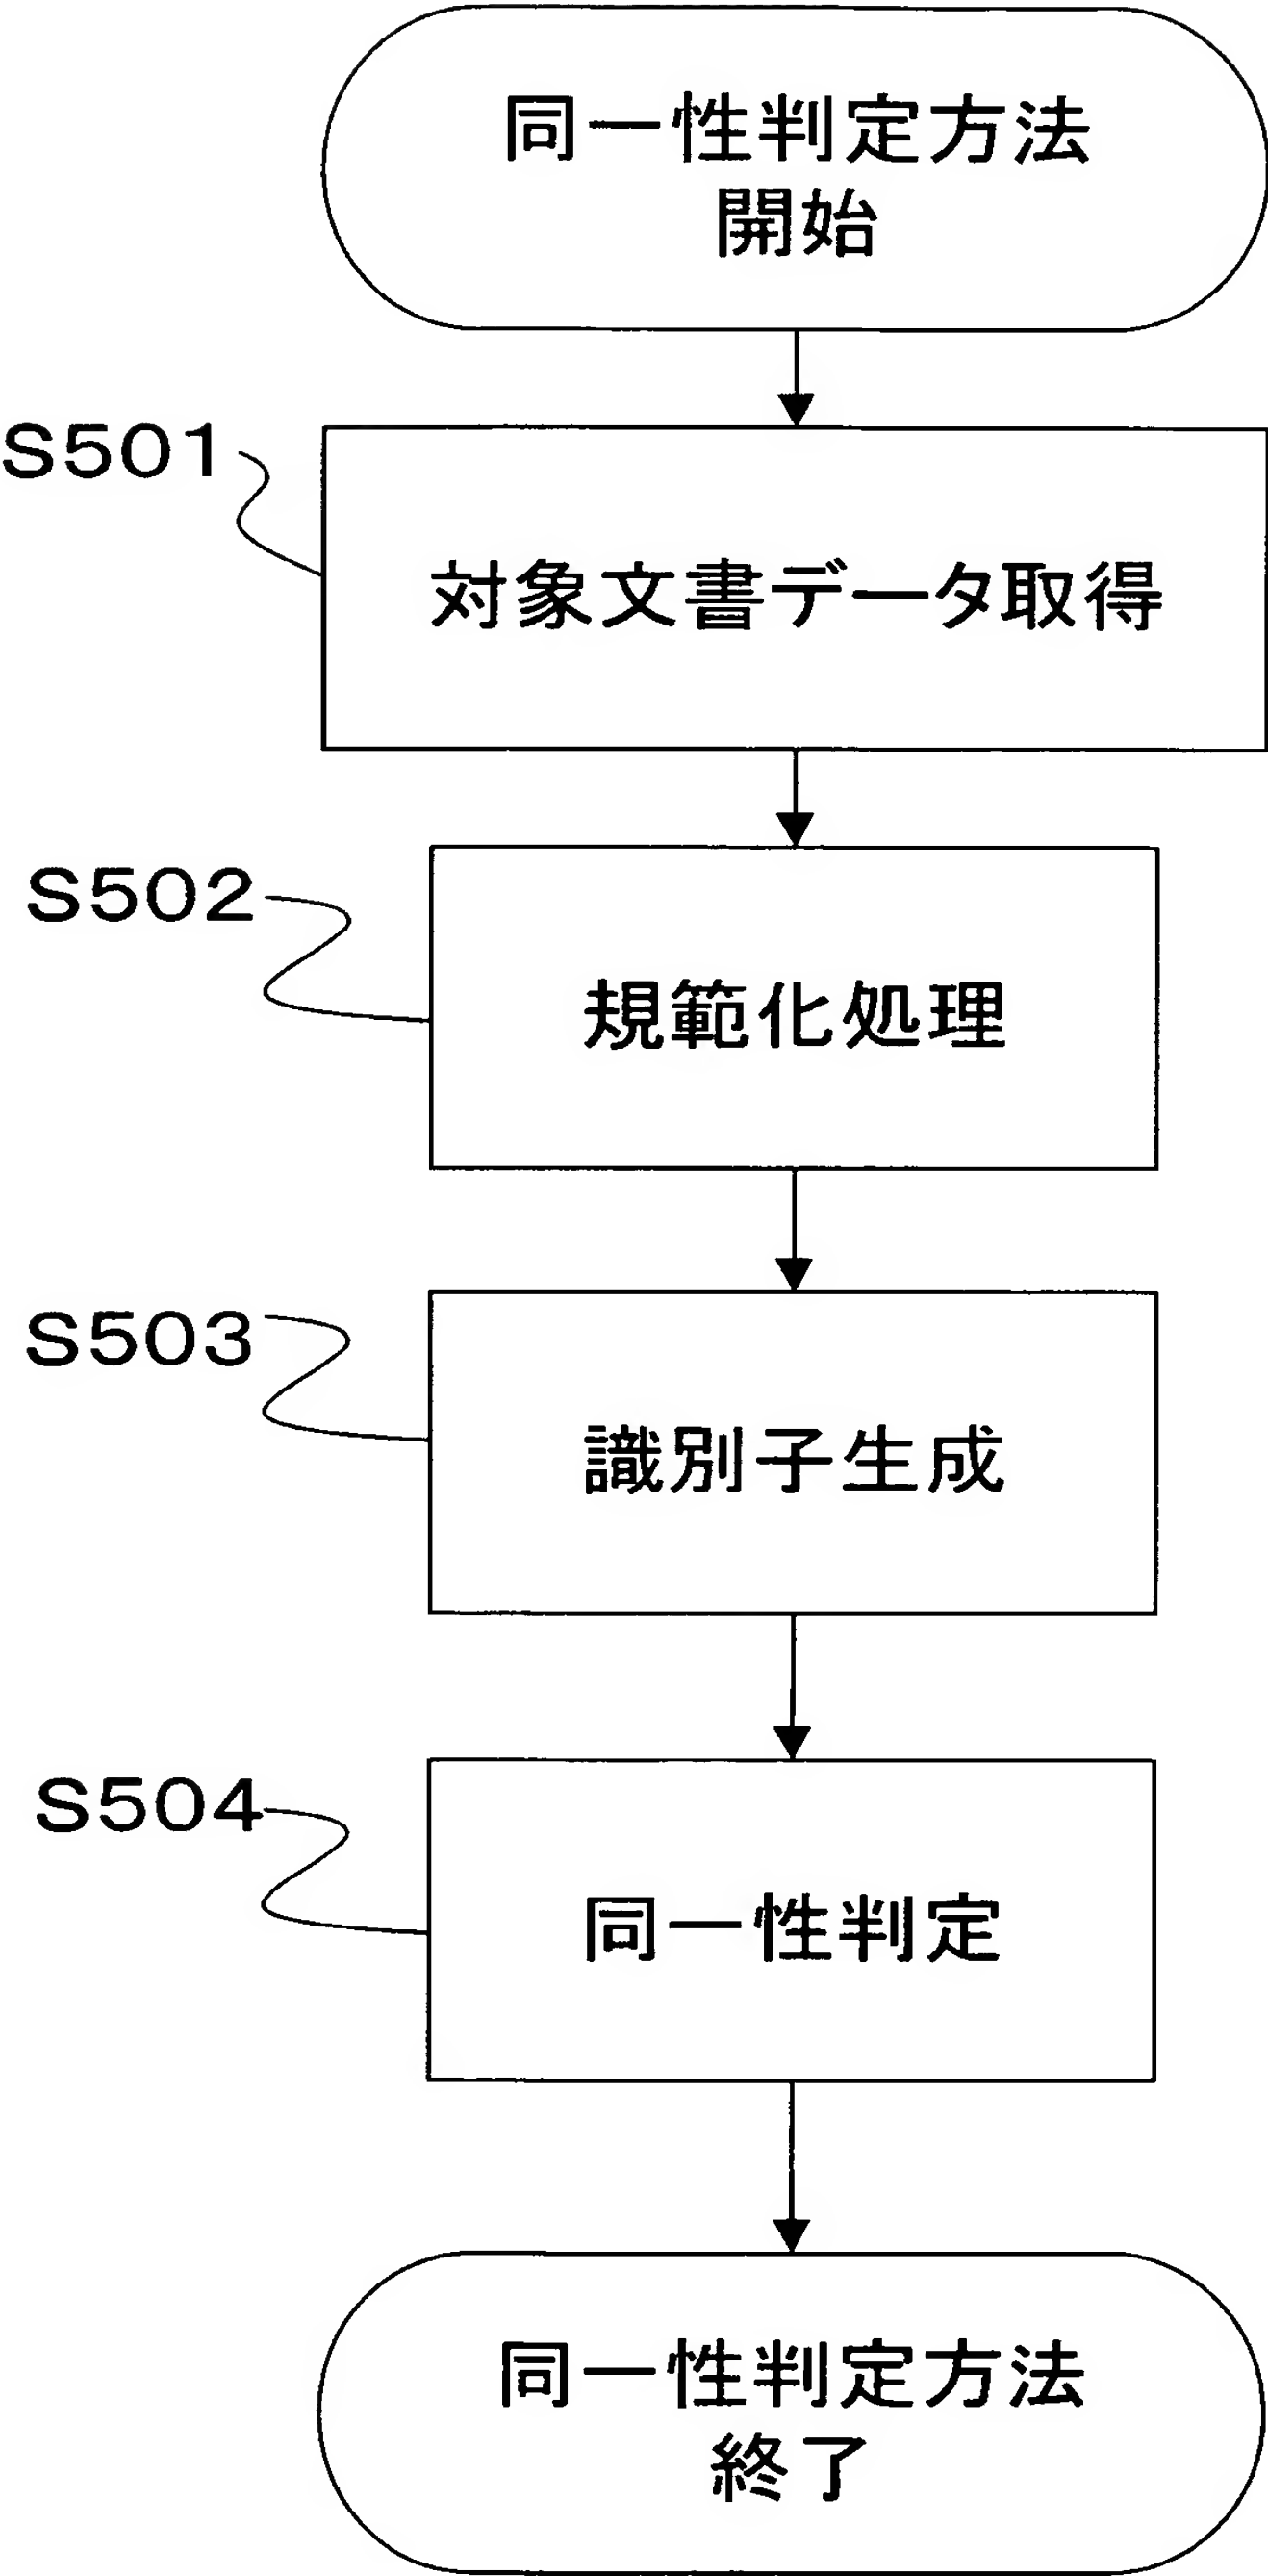 同一性判定方法
開始
S501
対象文書データ取得
S502
規範化処理
S503
識別子生成
S504
同一性判定
同一性判定方法
終了